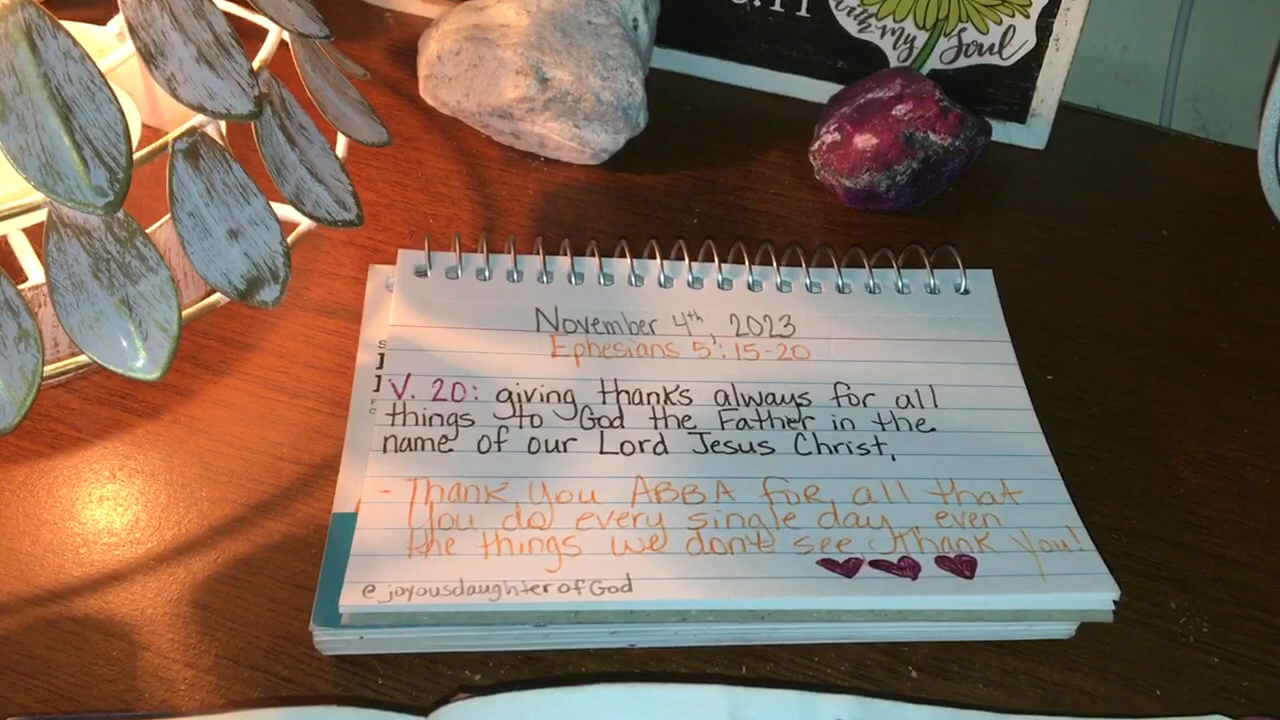 with my Soul
November 4th, 2023
Ephesians 5:15-20
V. 20: giving thanks always for all
things to God the Father in the
name of our Lord Jesus Christ,
- Thank You ABBA for all that
You do every single day, even
the things we don't see thank You!
@joyousdaughterofGod